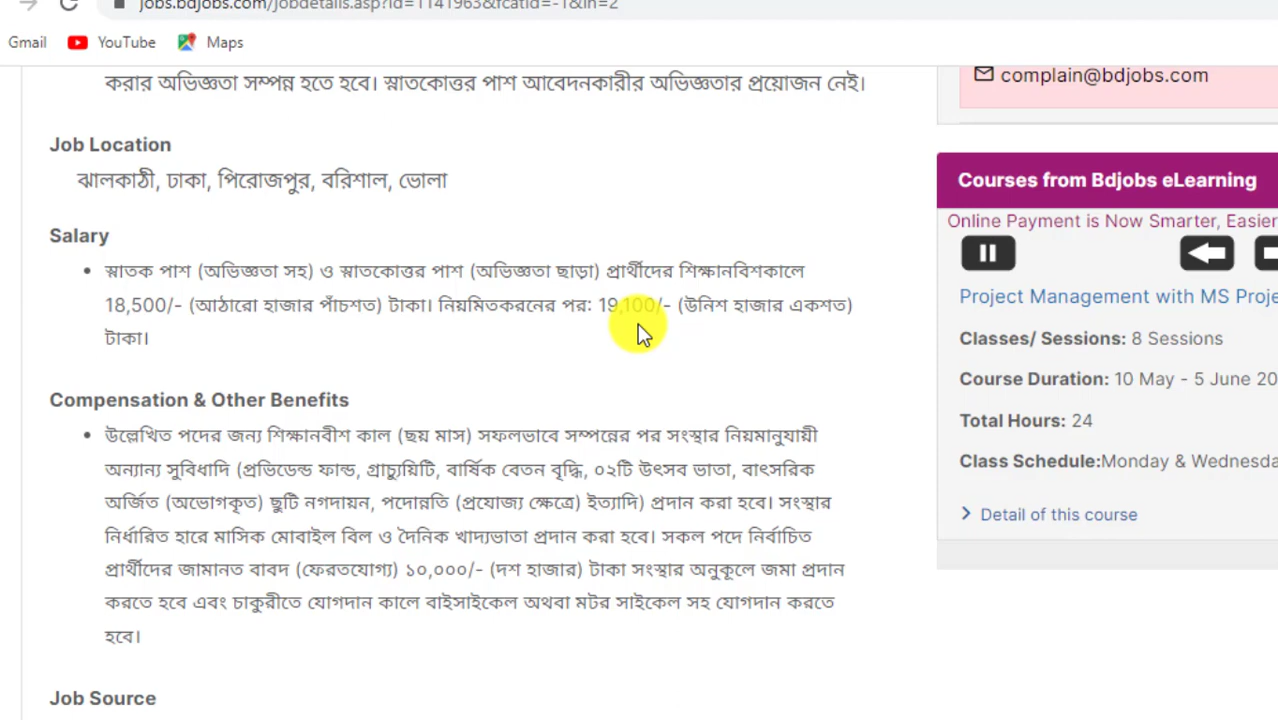 jobs.bdjobs.com/jobdetails.asp?id=1141963&fcatid=-1&ln=2
Gmail
YouTube
Maps
করার অভিজ্ঞতা সম্পন্ন হতে হবে। স্নাতকোত্তর পাশ আবেদনকারীর অভিজ্ঞতার প্রয়োজন নেই।
Job Location
ঝালকাঠী, ঢাকা, পিরোজপুর, বরিশাল, ভোলা
Salary
• স্নাতক পাশ (অভিজ্ঞতা সহ) ও স্নাতকোত্তর পাশ (অভিজ্ঞতা ছাড়া) প্রার্থীদের শিক্ষানবিশকালে
18,500/- (আঠারো হাজার পাঁচশত) টাকা। নিয়মিতকরনের পর: 19,100/- (উনিশ হাজার একশত)
টাকা।
Compensation & Other Benefits
• উল্লেখিত পদের জন্য শিক্ষানবীশ কাল (ছয় মাস) সফলভাবে সম্পন্নের পর সংস্থার নিয়মানুযায়ী
অন্যান্য সুবিধাদি (প্রভিডেন্ড ফান্ড, গ্রাচ্যুয়িটি, বার্ষিক বেতন বৃদ্ধি, ০২টি উৎসব ভাতা, বাৎসরিক
অর্জিত (অভোগকৃত) ছুটি নগদায়ন, পদোন্নতি (প্রযোজ্য ক্ষেত্রে) ইত্যাদি) প্রদান করা হবে। সংস্থার
নির্ধারিত হারে মাসিক মোবাইল বিল ও দৈনিক খাদ্যভাতা প্রদান করা হবে। সকল পদে নির্বাচিত
প্রার্থীদের জামানত বাবদ (ফেরতযোগ্য) ১০,০০০/- (দশ হাজার) টাকা সংস্থার অনুকূলে জমা প্রদান
করতে হবে এবং চাকুরীতে যোগদান কালে বাইসাইকেল অথবা মটর সাইকেল সহ যোগদান করতে
হবে।
Job Source
complain@bdjobs.com
Courses from Bdjobs eLearning
Online Payment is Now Smarter, Easier
Project Management with MS Proje
Classes/ Sessions: 8 Sessions
Course Duration: 10 May - 5 June 20
Total Hours: 24
Class Schedule:Monday & Wednesda
Detail of this course